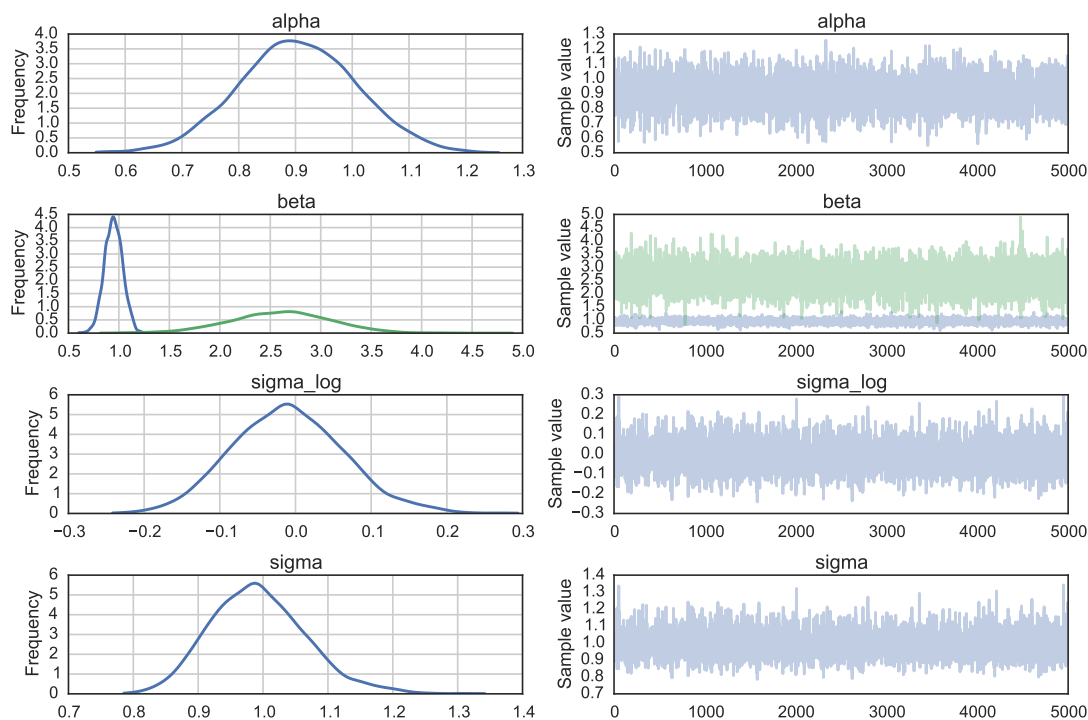 alpha
Frequency
4.0
3.5
3.0
2.5
2.0
1.5
1.0
0.5
0.0
0.5 0.6 0.7 0.8 0.9 1.0 1.1 1.2 1.3
alpha
Sample value
1.3
1.2
1.1
1.0
0.9
0.8
0.7
0.6
0.5
0 1000 2000 3000 4000 5000
beta
Frequency
4.5
4.0
3.5
3.0
2.5
2.0
1.5
1.0
0.5
0.0
0.5 1.0 1.5 2.0 2.5 3.0 3.5 4.0 4.5 5.0
beta
Sample value
5.0
4.5
4.0
3.5
3.0
2.5
2.0
1.5
1.0
0.5
0 1000 2000 3000 4000 5000
sigma_log
Frequency
6
5
4
3
2
1
0
−0.3 −0.2 −0.1 0.0 0.1 0.2 0.3
sigma_log
Sample value
0.3
0.2
0.1
0.0
−0.1
−0.2
−0.3
0 1000 2000 3000 4000 5000
sigma
Frequency
6
5
4
3
2
1
0
0.7 0.8 0.9 1.0 1.1 1.2 1.3 1.4
sigma
Sample value
1.4
1.3
1.2
1.1
1.0
0.9
0.8
0.7
0 1000 2000 3000 4000 5000